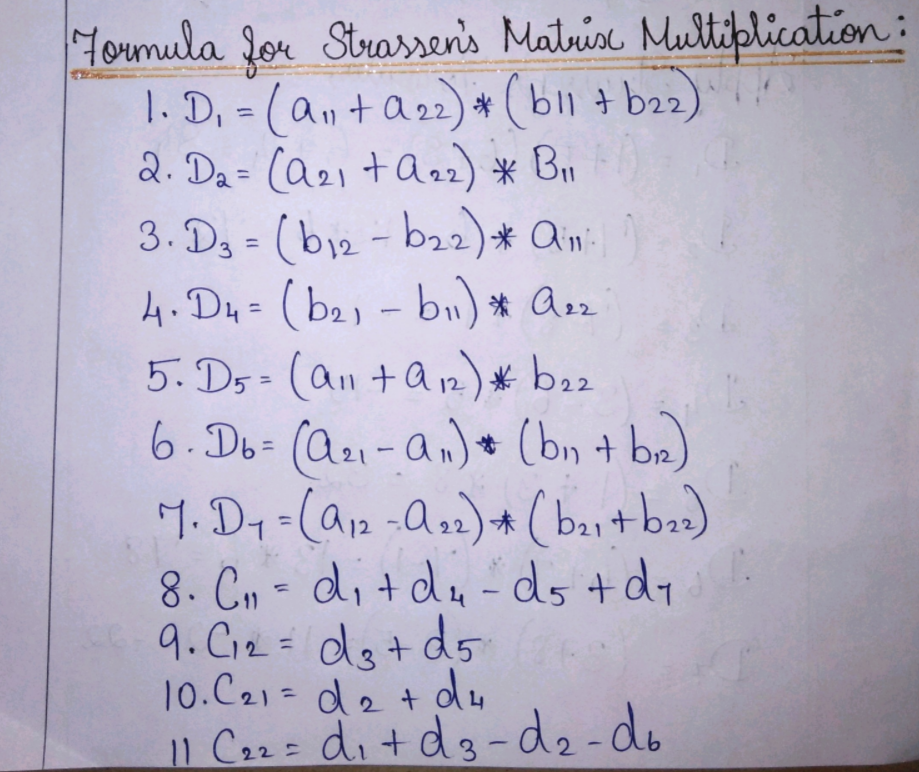 Formula for Strassen's Matrix Multiplication:
1. D₁ = (a₁₁ + a₂₂) * (b₁₁ + b₂₂)
2. D₂ = (a₂₁ + a₂₂) * B₁₁
3. D₃ = (b₁₂ - b₂₂) * a₁₁
4. D₄ = (b₂₁ - b₁₁) * a₂₂
5. D₅ = (a₁₁ + a₁₂) * b₂₂
6. D₆ = (a₂₁ - a₁₁) * (b₁₁ + b₁₂)
7. D₇ = (a₁₂ - a₂₂) * (b₂₁ + b₂₂)
8. C₁₁ = d₁ + d₄ - d₅ + d₇
9. C₁₂ = d₃ + d₅
10. C₂₁ = d₂ + d₄
11 C₂₂ = d₁ + d₃ - d₂ - d₆